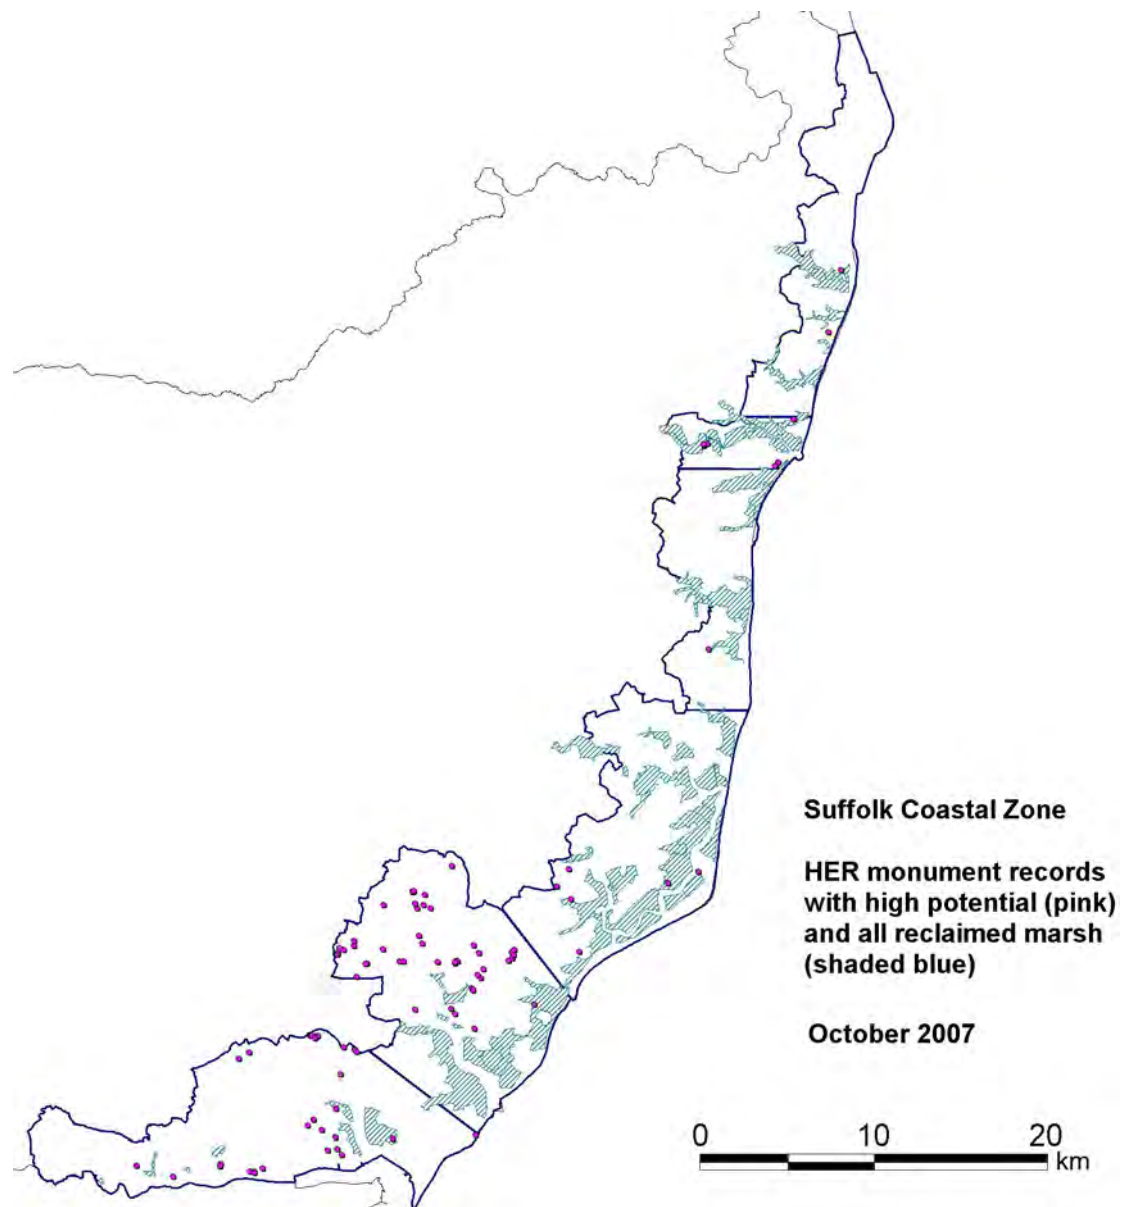 Suffolk Coastal Zone
HER monument records
with high potential (pink)
and all reclaimed marsh
(shaded blue)
October 2007
0 10 20
km